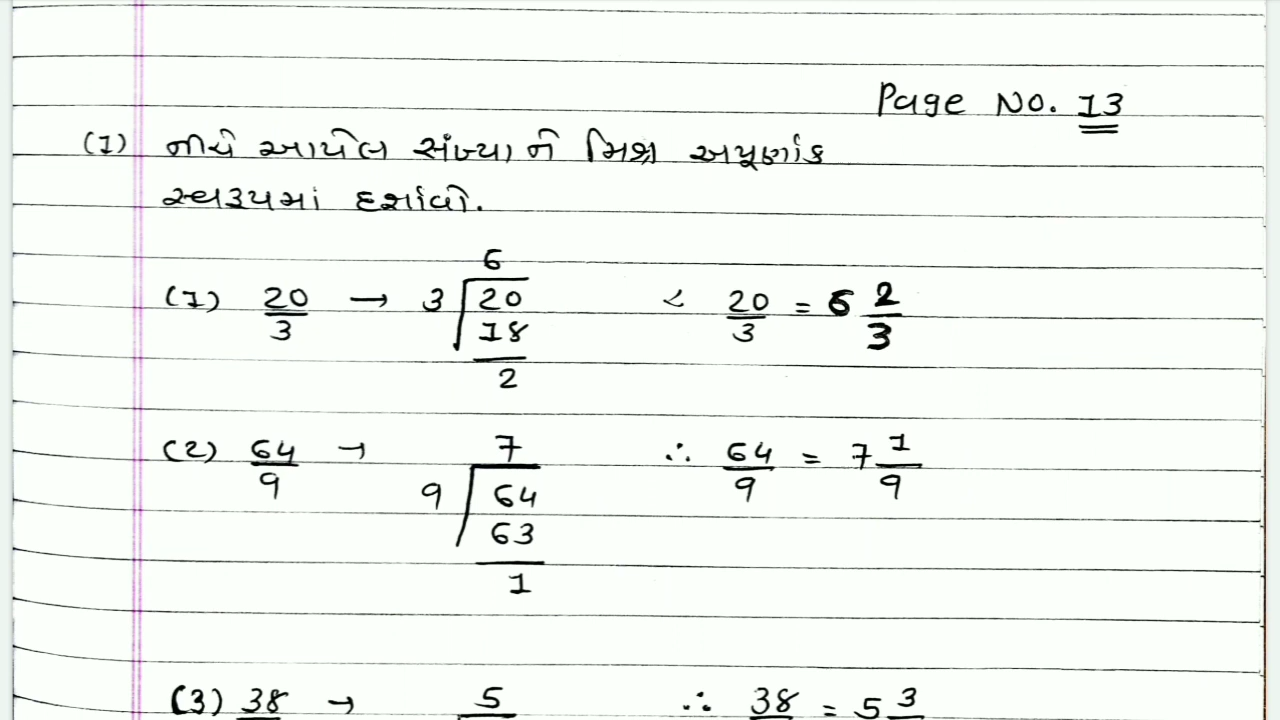 Page No. 13
(1) નીચે આપેલ સંખ્યાને મિશ્ર અપૂર્ણાંક
સ્વરૂપમાં દર્શાવો.
6
(1) 20/3 → 3 20 < 20/3 = 6 2/3
18
2
(2) 64/9 → 7 ∴ 64/9 = 7 1/9
9 64
63
1
(3) 38 → 5 ∴ 38 = 5 3